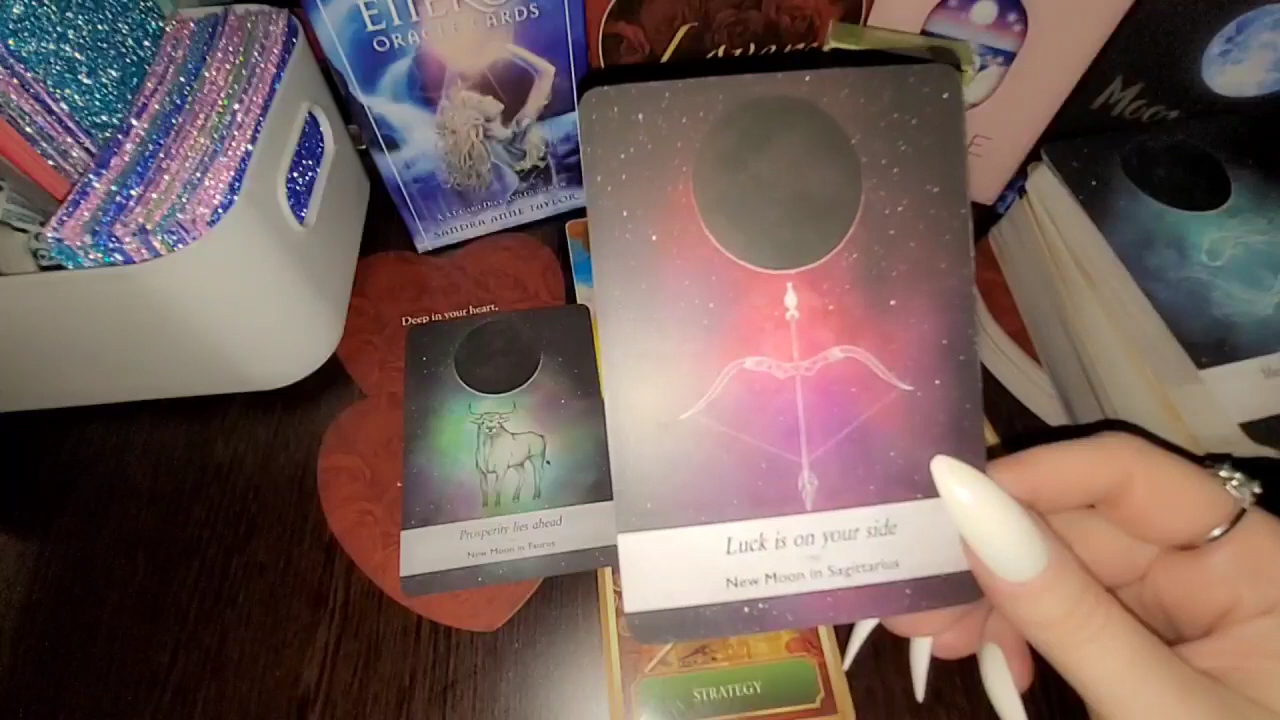 ORACLE CARDS
SANDRA ANNE TAYLOR
Moon
Deep in your heart,
Prosperity lies ahead
New Moon in Taurus
Luck is on your side
New Moon in Sagittarius
STRATEGY